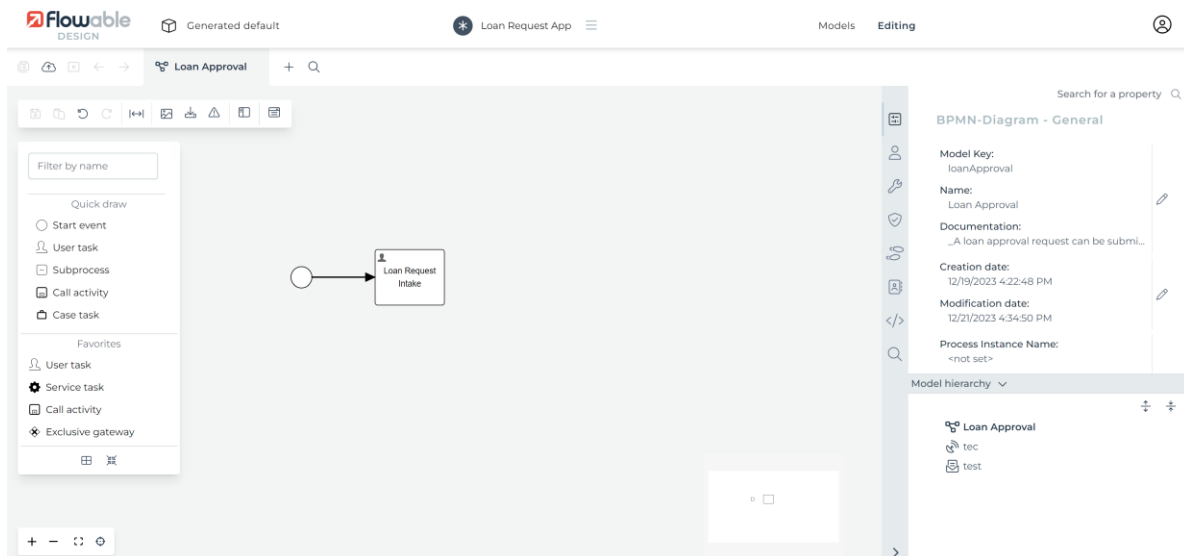 Flowable
DESIGN
Generated default
Loan Request App
Models
Editing
Loan Approval
Search for a property
BPMN-Diagram - General
Filter by name
Quick draw
Start event
User task
Subprocess
Call activity
Case task
Favorites
User task
Service task
Call activity
Exclusive gateway
Loan Request
Intake
Model Key:
loanApproval
Name:
Loan Approval
Documentation:
_A loan approval request can be submi...
Creation date:
12/19/2023 4:22:48 PM
Modification date:
12/21/2023 4:34:50 PM
Process Instance Name:
<not set>
Model hierarchy
Loan Approval
tec
test